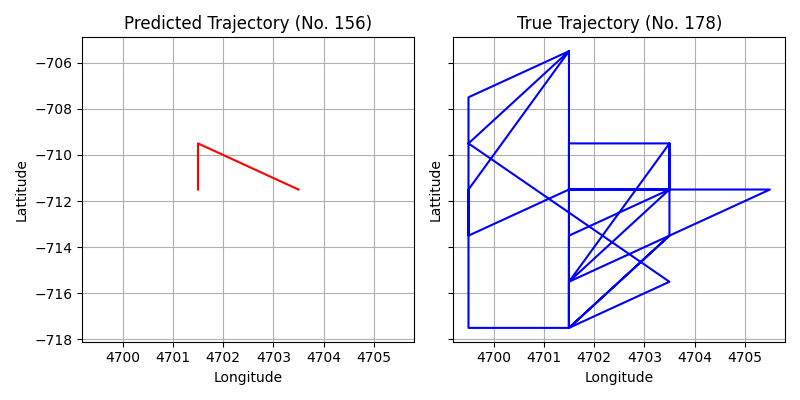 Predicted Trajectory (No. 156)
True Trajectory (No. 178)
−706
−708
−710
−712
−714
−716
−718
Lattitude
Lattitude
4700 4701 4702 4703 4704 4705
4700 4701 4702 4703 4704 4705
Longitude
Longitude